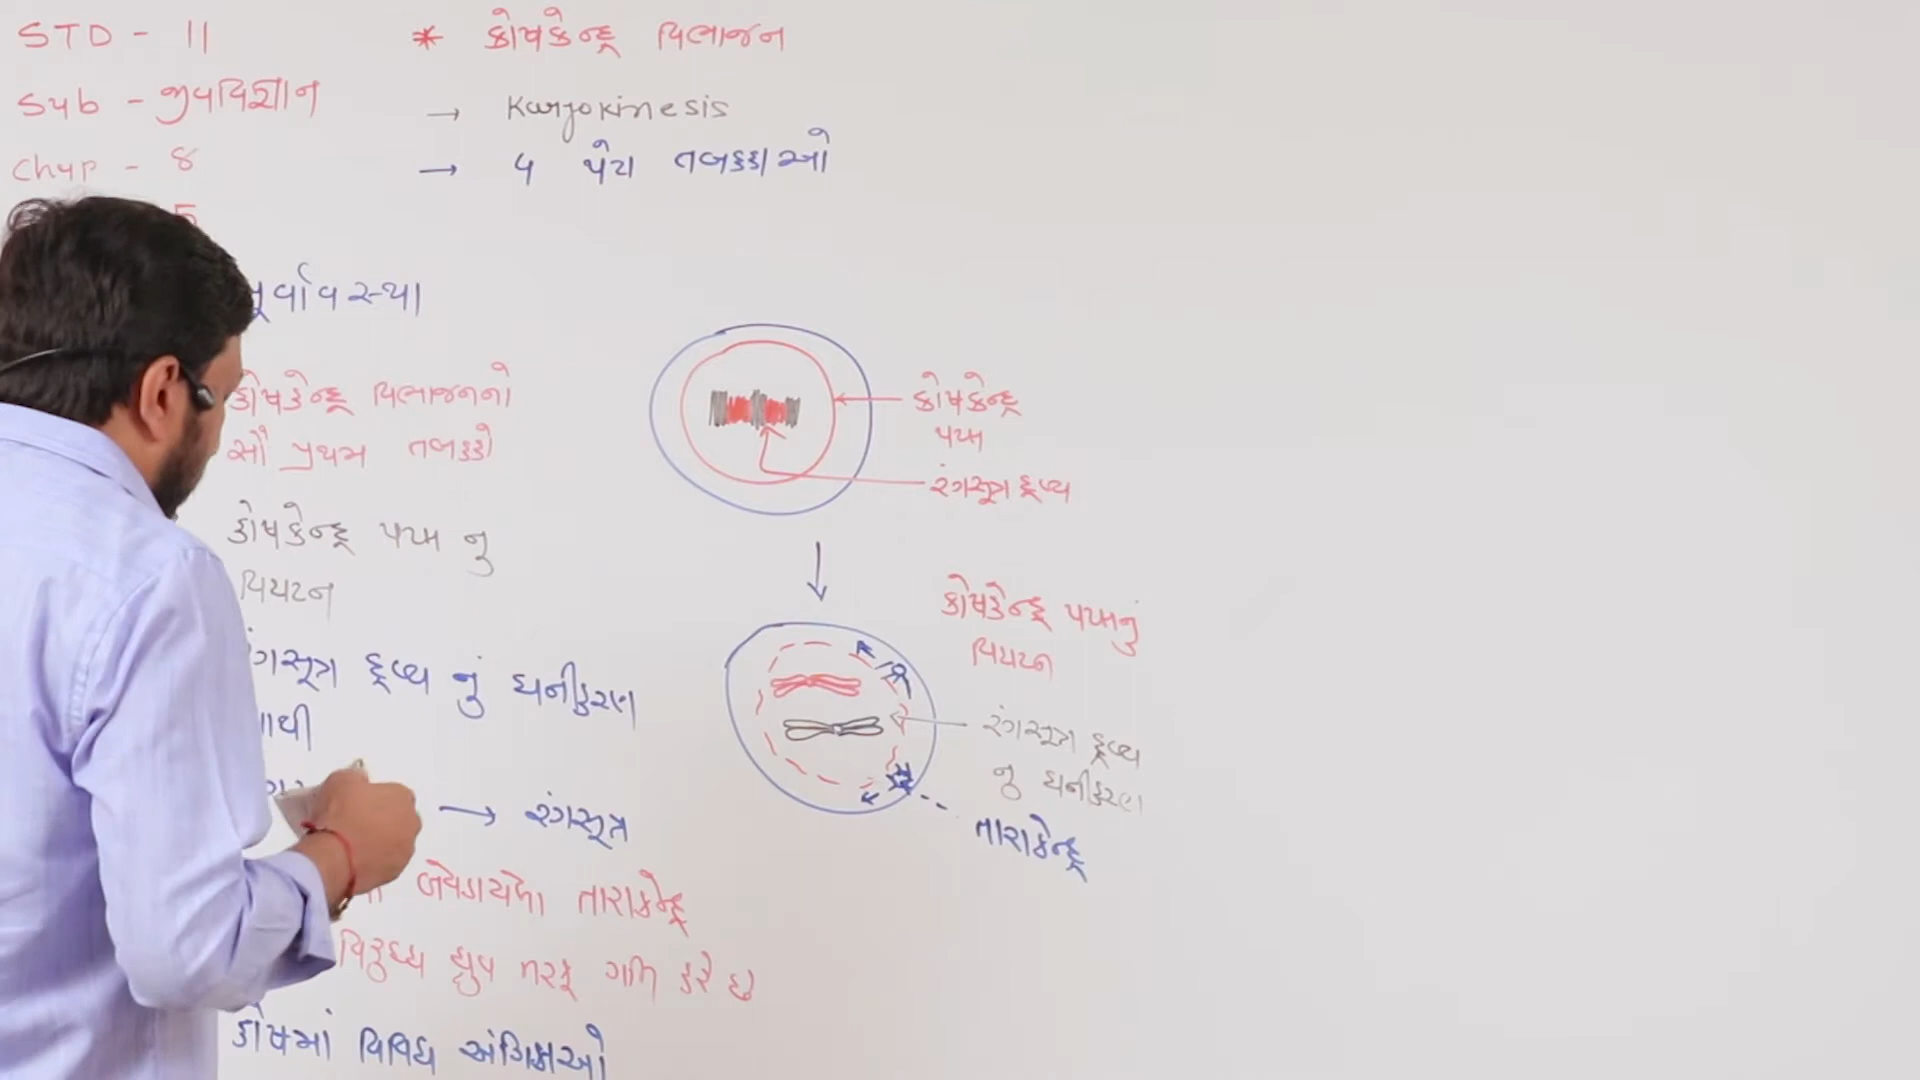 STD - 11
Sub - જીવવિજ્ઞાન
Chap - 8
5
* કોષકેન્દ્ર વિભાજન
→ Karyokinesis
→ 4 પેટા તબક્કાઓ
પૂર્વાવસ્થા
કોષકેન્દ્ર વિભાજનનો
સૌ પ્રથમ તબક્કો
કોષકેન્દ્ર પટલ નુ
વિઘટન
રંગસૂત્ર દ્રવ્ય નું ઘનીકરણ
→ રંગસૂત્ર
બેવડાયેલા તારાકેન્દ્ર
વિરુધ્ધ ધ્રુવ તરફ ગતિ કરે છે
કોષમાં વિવિધ અંગિકાઓ
કોષકેન્દ્ર
પટલ
રંગસૂત્ર દ્રવ્ય
કોષકેન્દ્ર પટલનું
વિઘટન
રંગસૂત્ર દ્રવ્ય
નુ ઘનીકરણ
તારાકેન્દ્ર